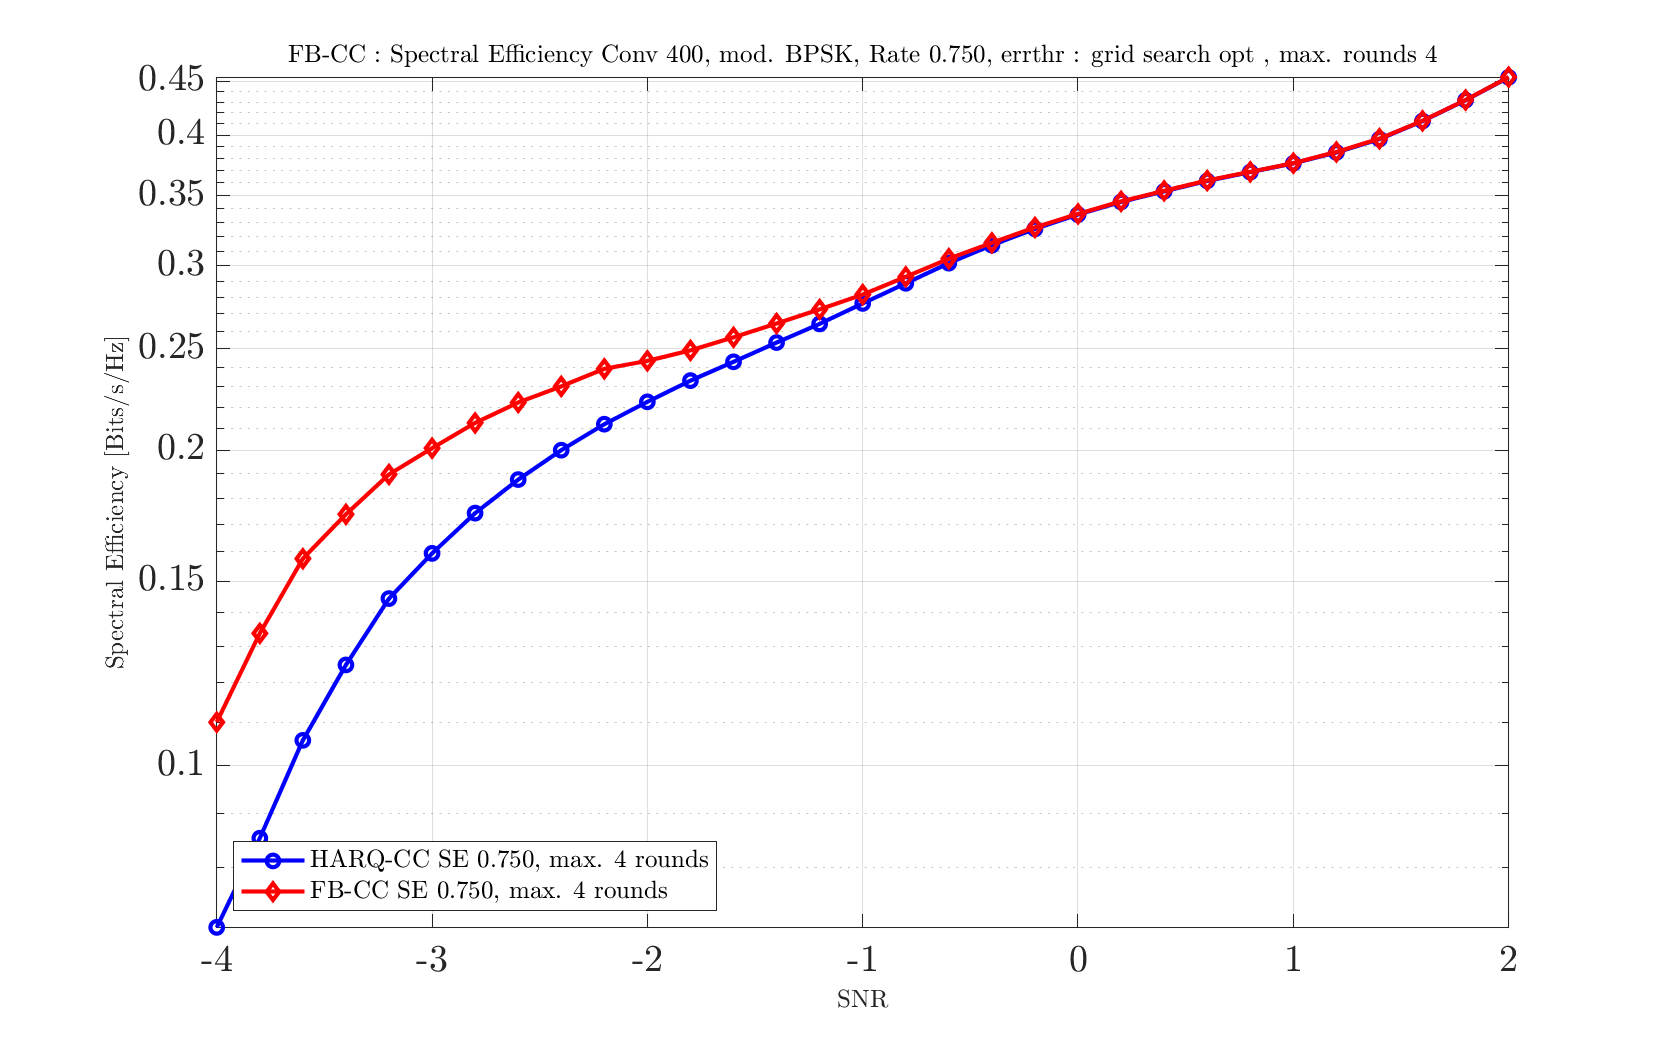 FB-CC : Spectral Efficiency Conv 400, mod. BPSK, Rate 0.750, errthr : grid search opt , max. rounds 4
0.45
0.4
0.35
0.3
0.25
0.2
0.15
0.1
Spectral Efficiency [Bits/s/Hz]
HARQ-CC SE 0.750, max. 4 rounds
FB-CC SE 0.750, max. 4 rounds
-4 -3 -2 -1 0 1 2
SNR